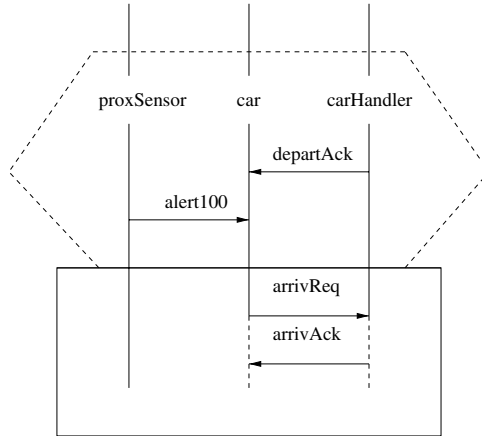 proxSensor car carHandler
departAck
alert100
arrivReq
arrivAck